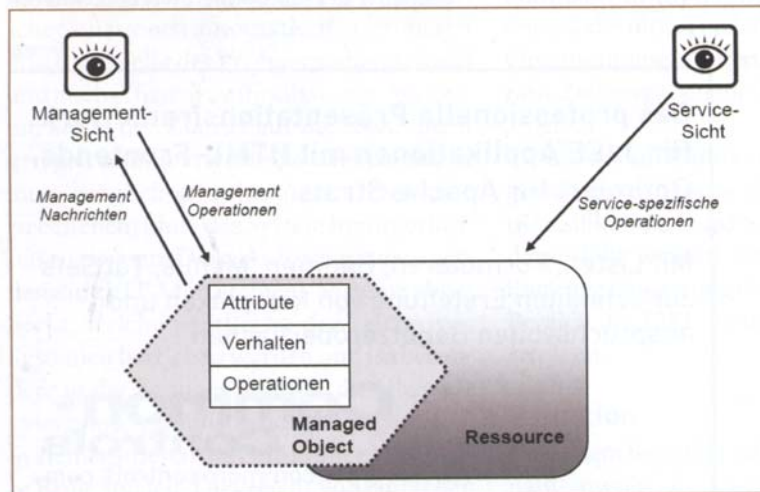 Management-
Sicht
Service-
Sicht
Management
Nachrichten
Management
Operationen
Service-spezifische
Operationen
Attribute
Verhalten
Operationen
Managed
Object
Ressource